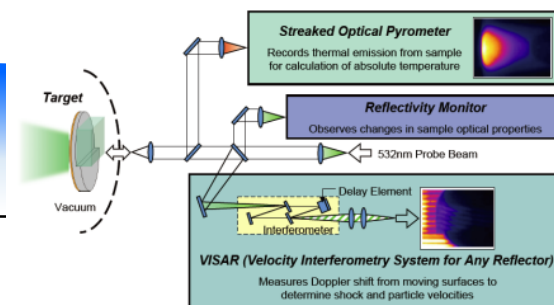 Streaked Optical Pyrometer
Records thermal emission from sample
for calculation of absolute temperature
Target
Reflectivity Monitor
Observes changes in sample optical properties
532nm Probe Beam
Vacuum
Delay Element
Interferometer
VISAR (Velocity Interferometry System for Any Reflector)
Measures Doppler shift from moving surfaces to
determine shock and particle velocities